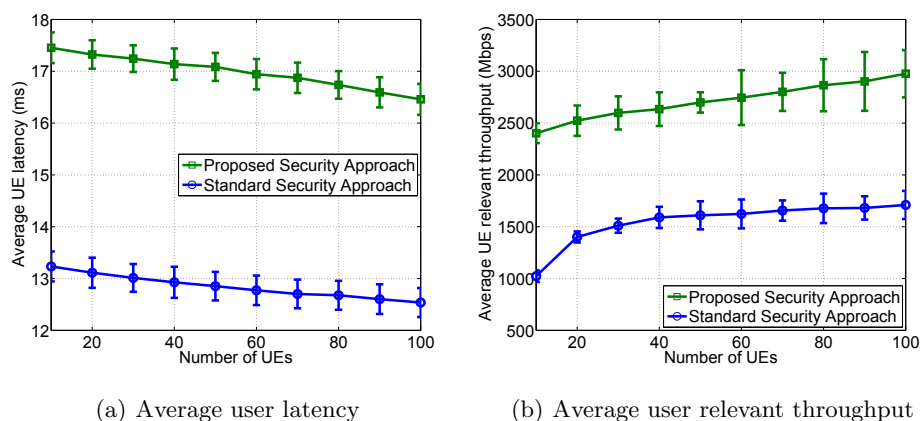 18
17
16
15
14
13
12
20
40
60
80
100
Average UE latency (ms)
Number of UEs
Proposed Security Approach
Standard Security Approach
(a) Average user latency
3500
3000
2500
2000
1500
1000
500
20
40
60
80
100
Average UE relevant throughput (Mbps)
Number of UEs
Proposed Security Approach
Standard Security Approach
(b) Average user relevant throughput